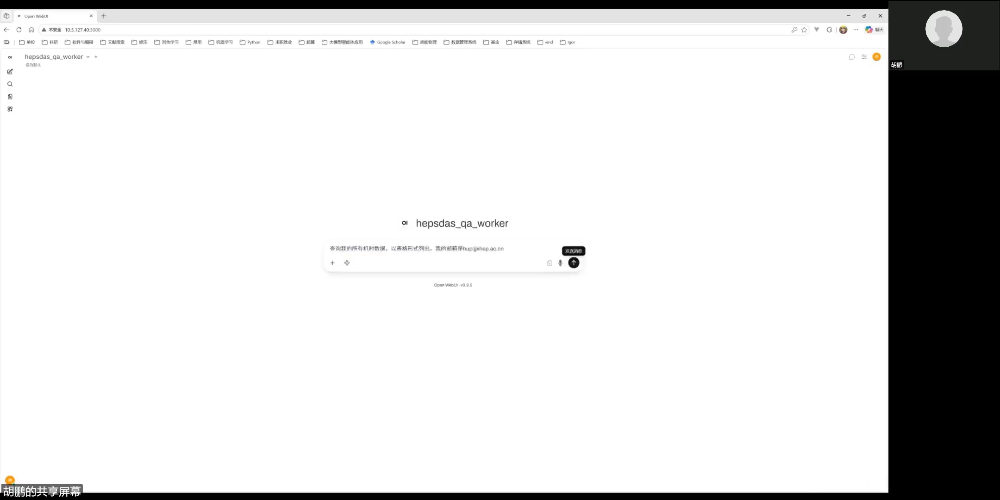 Open WebUI
不安全 10.5.127.40:3000
聊天
单位 科研 软件与编程 文献搜索 娱乐 其他学习 常用 机器学习 Python 求职就业 超算 大模型智能体应用 Google Scholar 高能物理 数据管理系统 基金 存储系统 vind Igor
OI hepsdas_qa_worker
设为默认
OI hepsdas_qa_worker
查询我的所有机时数据，以表格形式列出。我的邮箱是hup@ihep.ac.cn
发送消息
Open WebUI · v0.9.5
胡鹏
胡鹏的共享屏幕